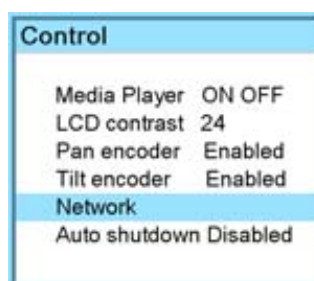 Control
Media Player ON OFF
LCD contrast 24
Pan encoder Enabled
Tilt encoder Enabled
Network
Auto shutdown Disabled